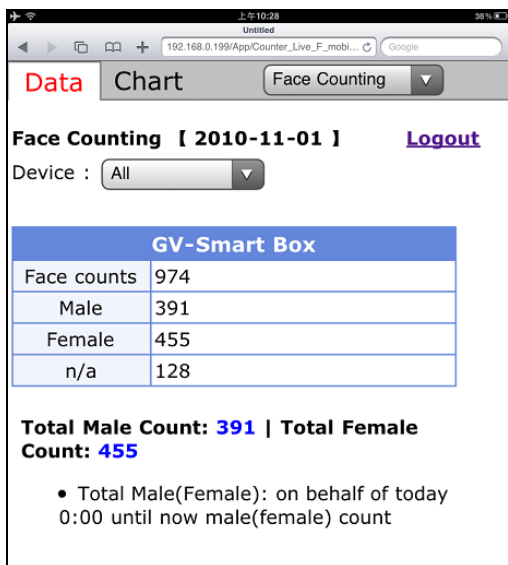 上午10:28
38%
Untitled
192.168.0.199/App/Counter_Live_F_mobi...
Google
Data Chart Face Counting
Face Counting 【 2010-11-01 】 Logout
Device : All
GV-Smart Box
Face counts 974
Male 391
Female 455
n/a 128
Total Male Count: 391 | Total Female
Count: 455
• Total Male(Female): on behalf of today
0:00 until now male(female) count